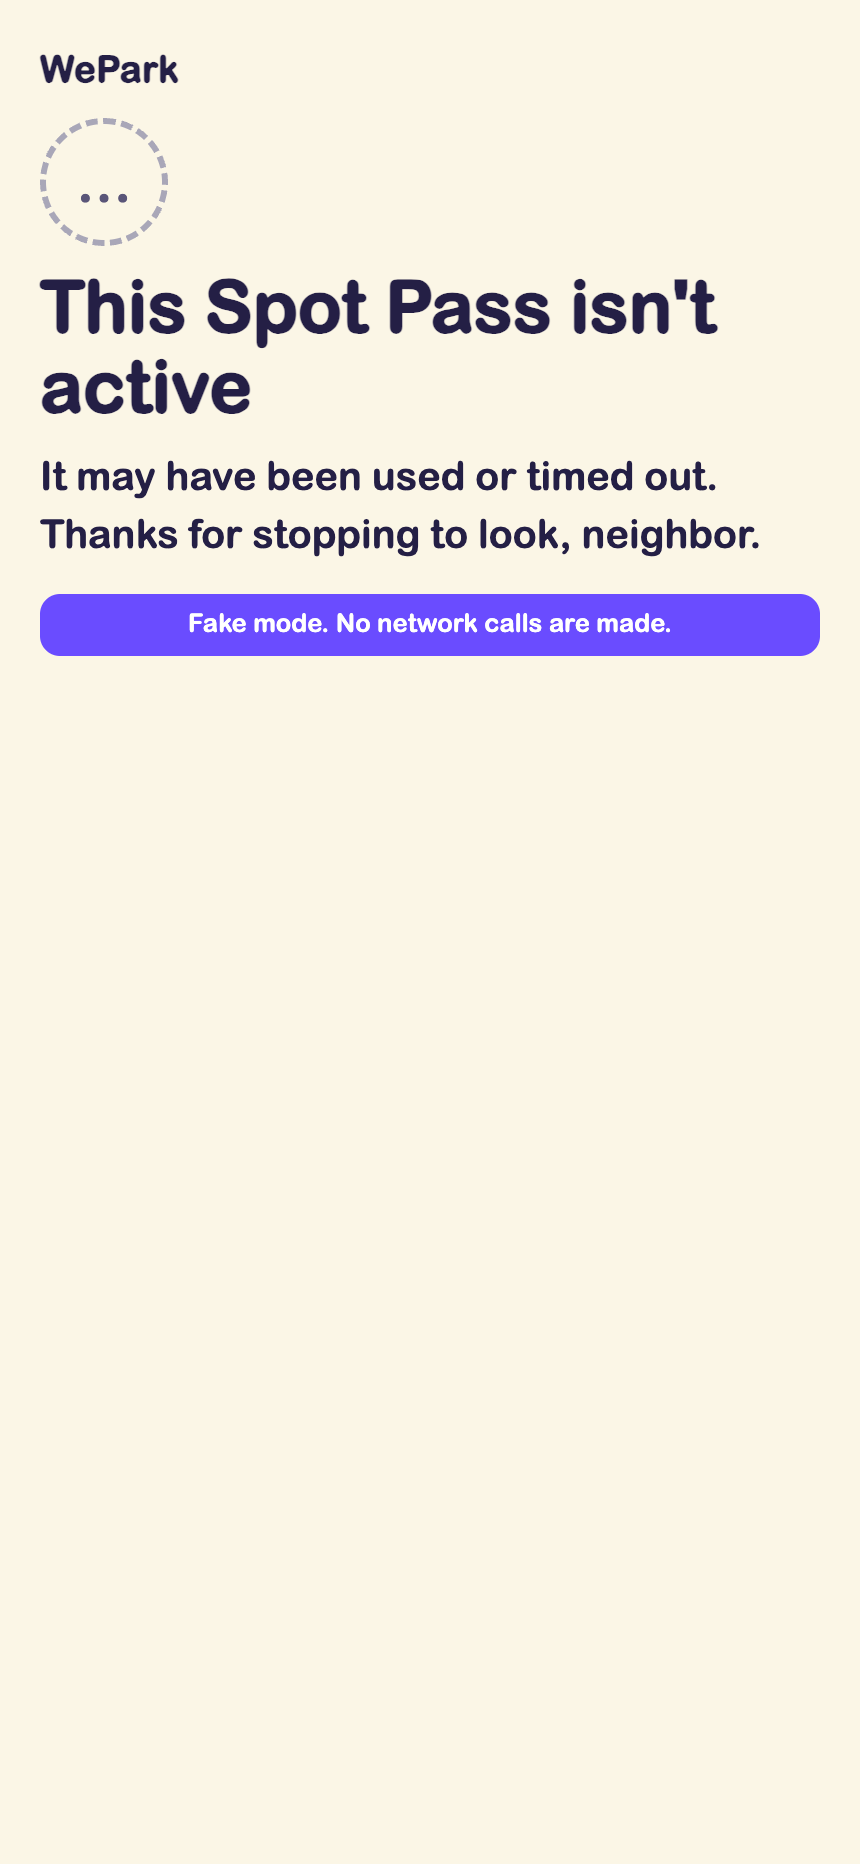 WePark
...
This Spot Pass isn't
active
It may have been used or timed out.
Thanks for stopping to look, neighbor.
Fake mode. No network calls are made.